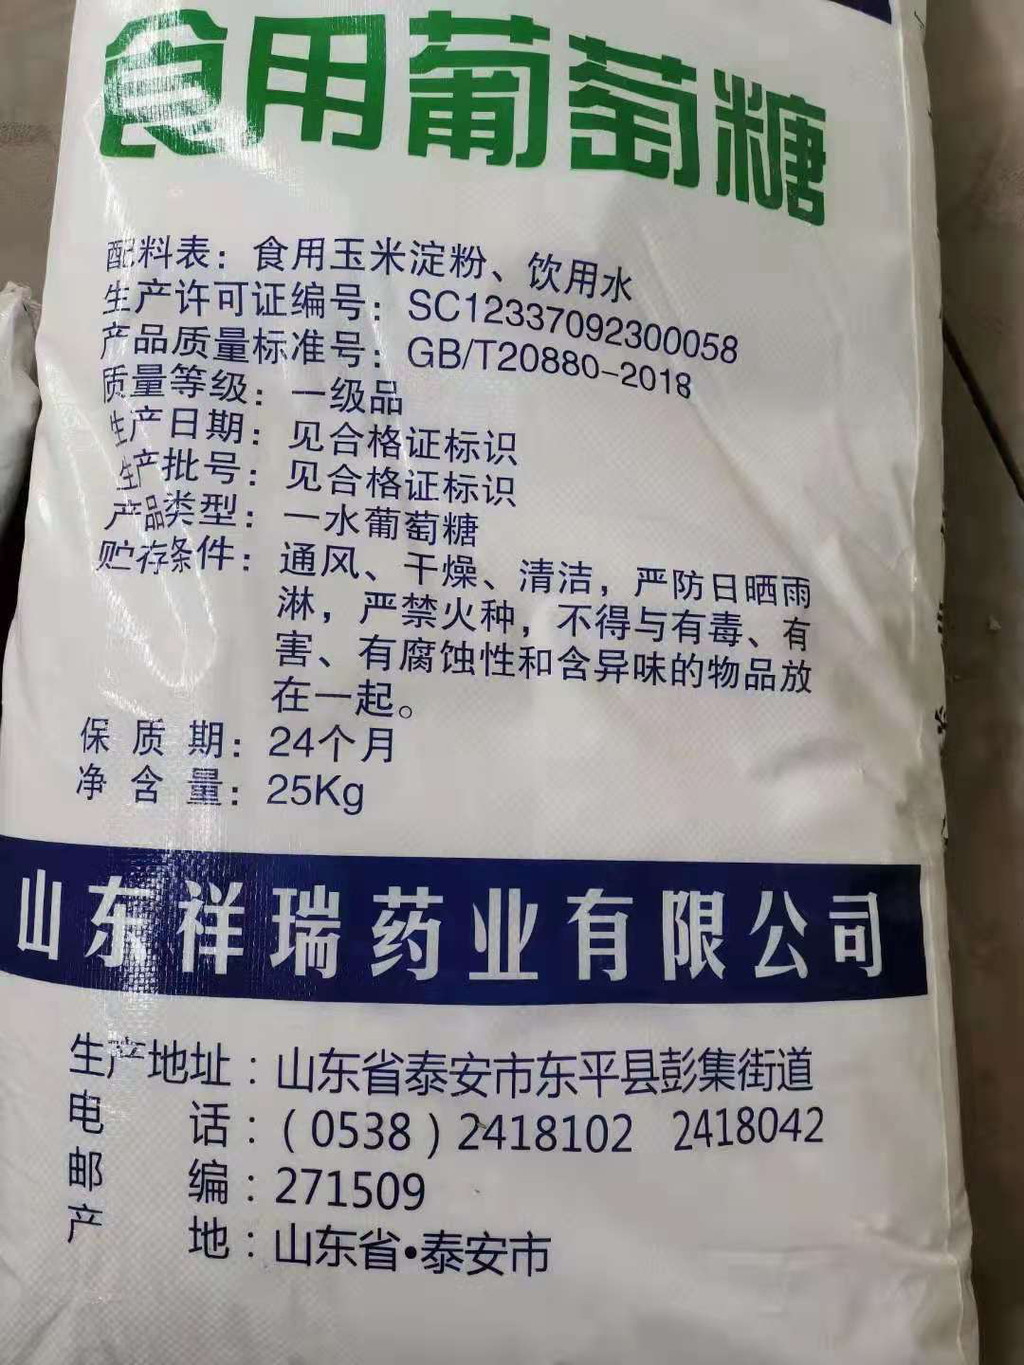 食用葡萄糖
配料表：食用玉米淀粉、饮用水
生产许可证编号：SC12337092300058
产品质量标准号：GB/T20880-2018
质量等级：一级品
生产日期：见合格证标识
生产批号：见合格证标识
产品类型：一水葡萄糖
贮存条件：通风、干燥、清洁，严防日晒雨
淋，严禁火种，不得与有毒、有
害、有腐蚀性和含异味的物品放
在一起。
保质期：24个月
净含量：25Kg
山东祥瑞药业有限公司
生产地址：山东省泰安市东平县彭集街道
电话：(0538)2418102 2418042
邮编：271509
产地：山东省•泰安市